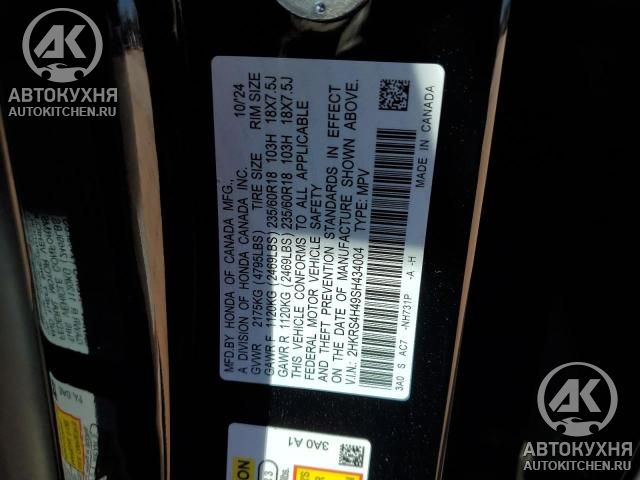 АК
АВТОКУХНЯ
AUTOKITCHEN.RU
MFD.BY HONDA OF CANADA MFG., 10/24
A DIVISION OF HONDA CANADA INC.
TIRE SIZE RIM SIZE
GVWR 2175KG (4795LBS)
GAWR F 1120KG (2469LBS) 235/60R18 103H 18X7.5J
GAWR R 1120KG (2469LBS) 235/60R18 103H 18X7.5J
THIS VEHICLE CONFORMS TO ALL APPLICABLE
FEDERAL MOTOR VEHICLE SAFETY
AND THEFT PREVENTION STANDARDS IN EFFECT
ON THE DATE OF MANUFACTURE SHOWN ABOVE.
V.I.N.: 2HKRS4H49SH434004 TYPE: MPV
3A0 S AC7 -NH731P -A -H
MADE IN CANADA
3A0 A1
АК
АВТОКУХНЯ
AUTOKITCHEN.RU